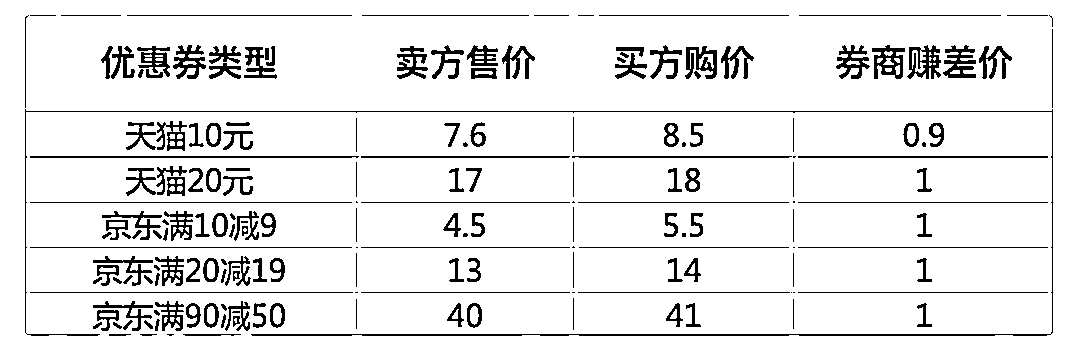 优惠券类型 卖方售价 买方购价 券商赚差价
天猫10元 7.6 8.5 0.9
天猫20元 17 18 1
京东满10减9 4.5 5.5 1
京东满20减19 13 14 1
京东满90减50 40 41 1